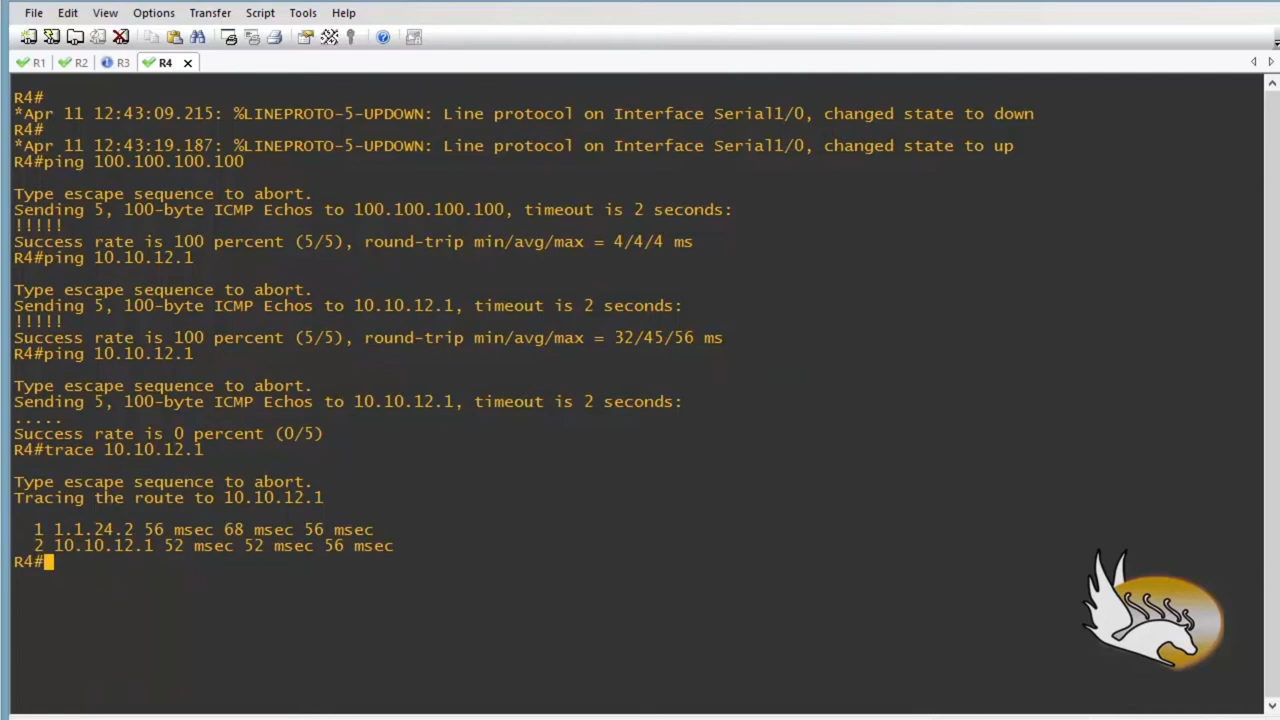 File Edit View Options Transfer Script Tools Help
R1 R2 R3 R4
R4#
*Apr 11 12:43:09.215: %LINEPROTO-5-UPDOWN: Line protocol on Interface Serial1/0, changed state to down
R4#
*Apr 11 12:43:19.187: %LINEPROTO-5-UPDOWN: Line protocol on Interface Serial1/0, changed state to up
R4#ping 100.100.100.100
Type escape sequence to abort.
Sending 5, 100-byte ICMP Echos to 100.100.100.100, timeout is 2 seconds:
!!!!!
Success rate is 100 percent (5/5), round-trip min/avg/max = 4/4/4 ms
R4#ping 10.10.12.1
Type escape sequence to abort.
Sending 5, 100-byte ICMP Echos to 10.10.12.1, timeout is 2 seconds:
!!!!!
Success rate is 100 percent (5/5), round-trip min/avg/max = 32/45/56 ms
R4#ping 10.10.12.1
Type escape sequence to abort.
Sending 5, 100-byte ICMP Echos to 10.10.12.1, timeout is 2 seconds:
.....
Success rate is 0 percent (0/5)
R4#trace 10.10.12.1
Type escape sequence to abort.
Tracing the route to 10.10.12.1
1 1.1.24.2 56 msec 68 msec 56 msec
2 10.10.12.1 52 msec 52 msec 56 msec
R4#